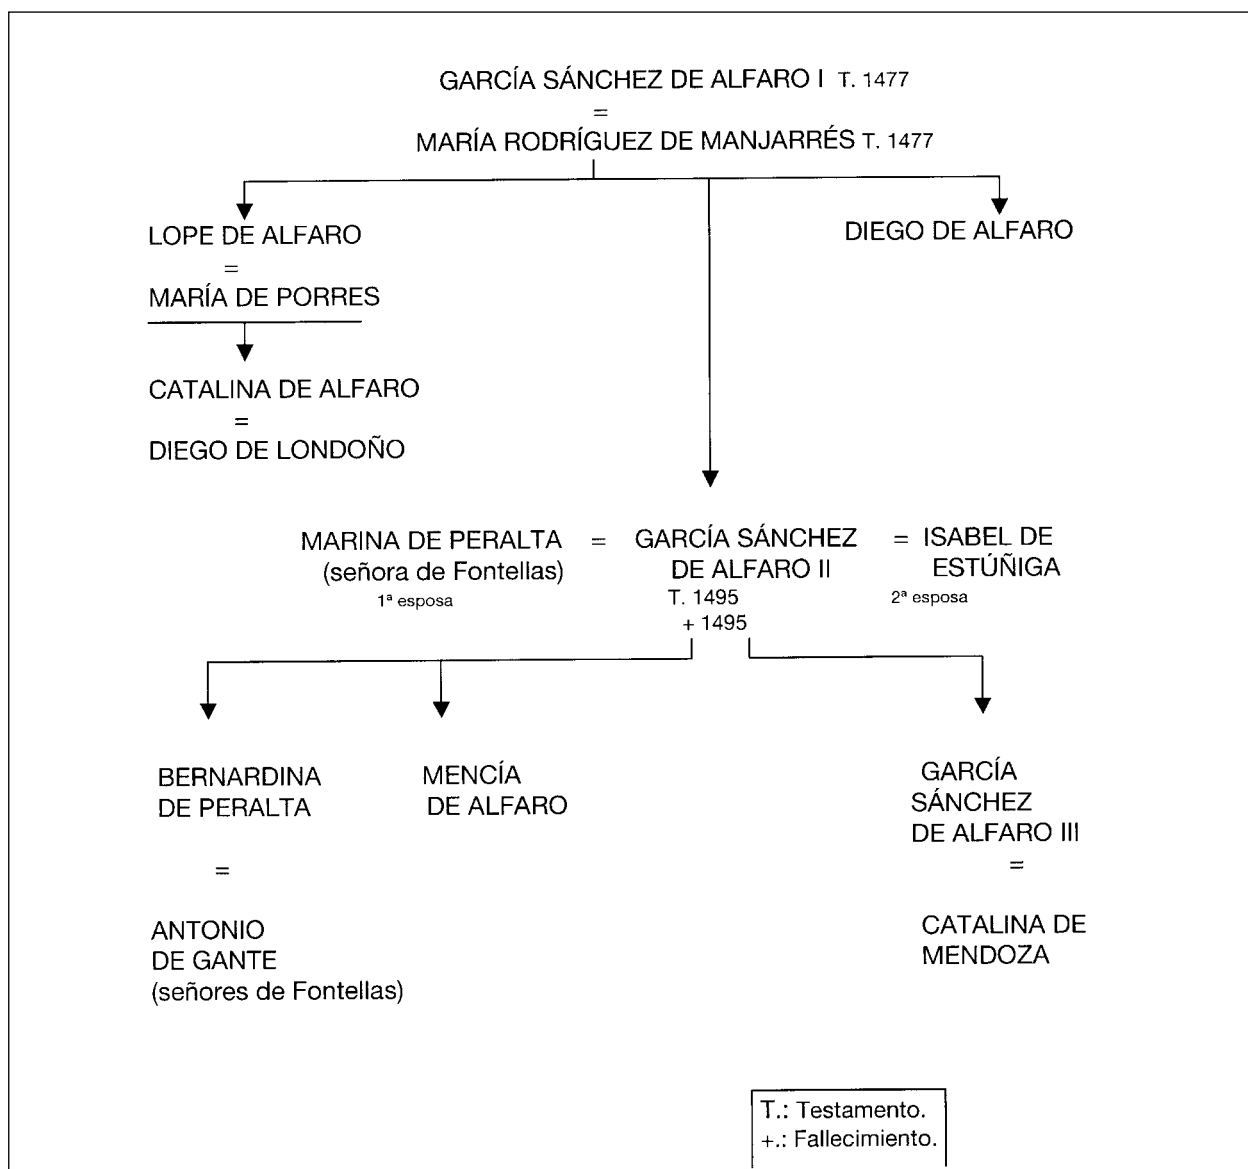 GARCÍA SÁNCHEZ DE ALFARO I T. 1477
=
MARÍA RODRÍGUEZ DE MANJARRÉS T. 1477
LOPE DE ALFARO
=
MARÍA DE PORRES
CATALINA DE ALFARO
=
DIEGO DE LONDOÑO
DIEGO DE ALFARO
MARINA DE PERALTA
(señora de Fontellas)
1ª esposa
=
GARCÍA SÁNCHEZ
DE ALFARO II
T. 1495
+ 1495
= ISABEL DE
ESTÚÑIGA
2ª esposa
BERNARDINA
DE PERALTA
=
ANTONIO
DE GANTE
(señores de Fontellas)
MENCÍA
DE ALFARO
GARCÍA
SÁNCHEZ
DE ALFARO III
=
CATALINA DE
MENDOZA
T.: Testamento.
+.: Fallecimiento.